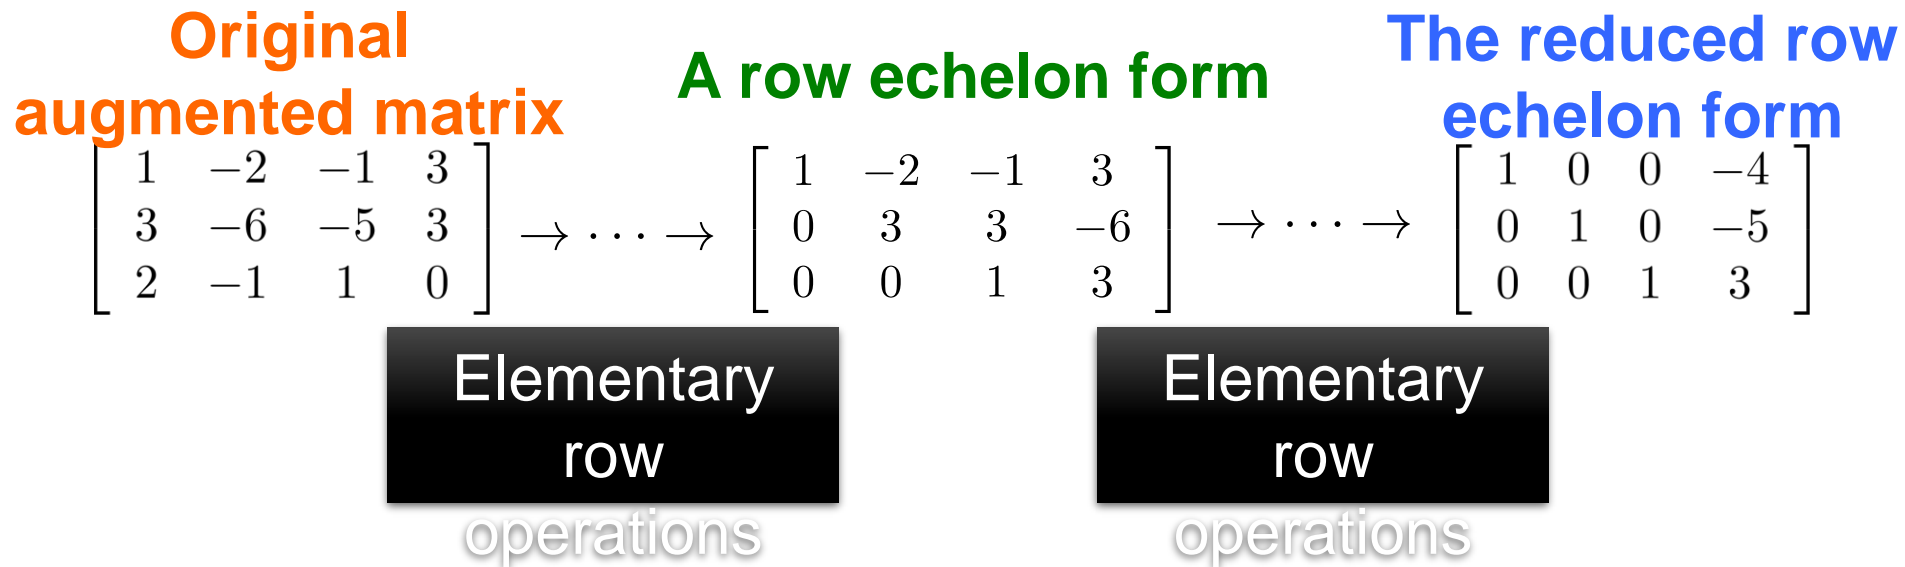 Original
augmented matrix
A row echelon form
The reduced row
echelon form
1 −2 −1 3
3 −6 −5 3
2 −1 1 0
→ · · · →
1 −2 −1 3
0 3 3 −6
0 0 1 3
→ · · · →
1 0 0 −4
0 1 0 −5
0 0 1 3
Elementary
row
operations
Elementary
row
operations